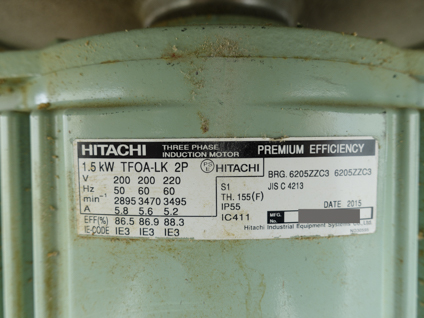 HITACHI THREE PHASE INDUCTION MOTOR PREMIUM EFFICIENCY
1.5 kW TFOA-LK 2P HITACHI BRG. 6205ZZC3 6205ZZC3
V 200 200 220 S1 JIS C 4213
Hz 50 60 60 TH. 155(F)
min⁻¹ 2895 3470 3495 IP55 DATE 2015
A 5.8 5.6 5.2 IC411 MFG. No.
EFF(%) 86.5 86.9 88.3 Hitachi Industrial Equipment Systems Co., Ltd.
IE-CODE IE3 IE3 IE3